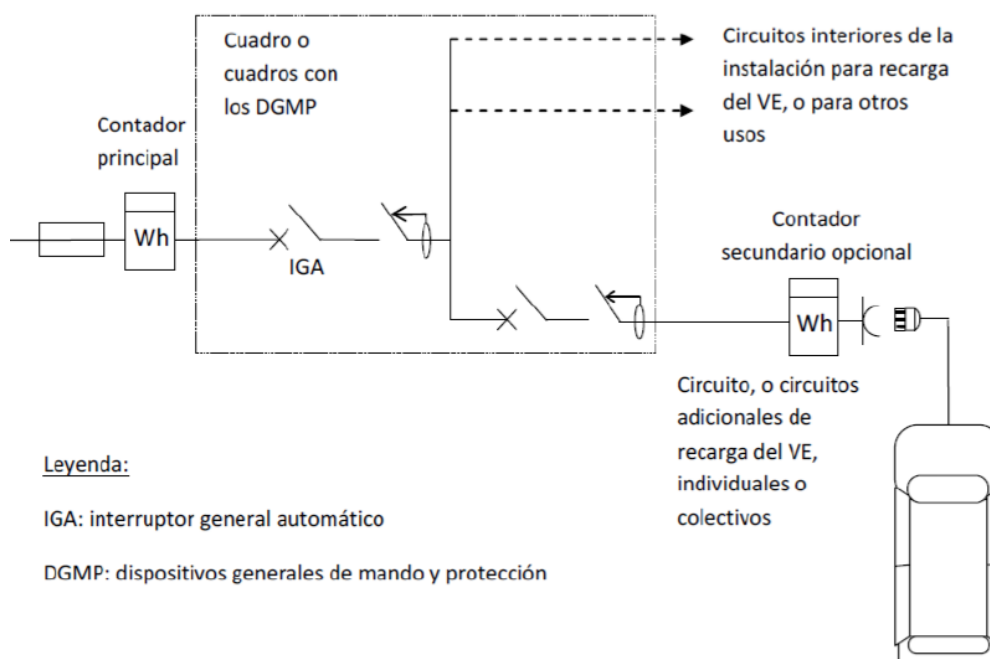 Cuadro o
cuadros con
los DGMP
Circuitos interiores de la
instalación para recarga
del VE, o para otros
usos
Contador
principal
Wh
IGA
Contador
secundario opcional
Wh
Circuito, o circuitos
adicionales de
recarga del VE,
individuales o
colectivos
Leyenda:
IGA: interruptor general automático
DGMP: dispositivos generales de mando y protección